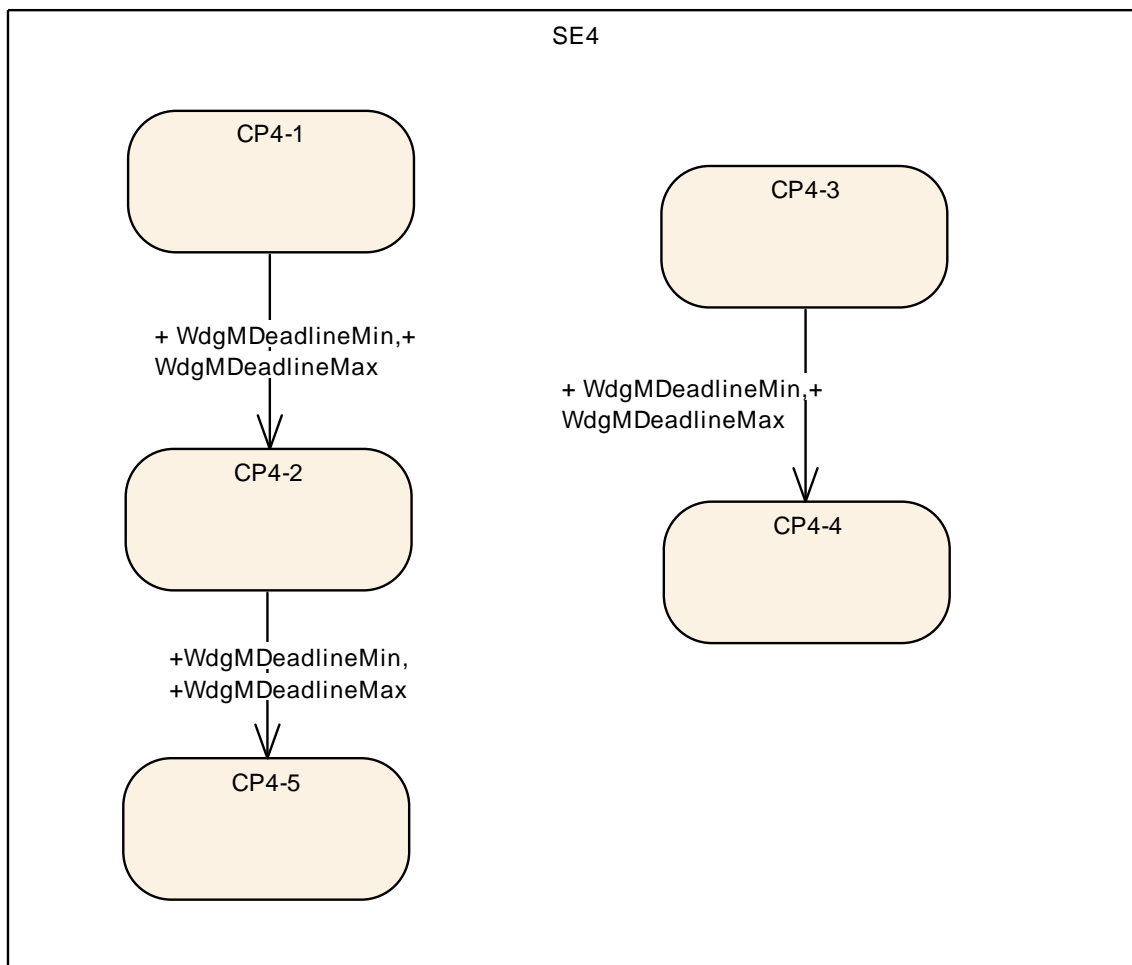 SE4
CP4-1
CP4-3
+ WdgMDeadlineMin,+
WdgMDeadlineMax
+ WdgMDeadlineMin,+
WdgMDeadlineMax
CP4-2
CP4-4
+WdgMDeadlineMin,
+WdgMDeadlineMax
CP4-5